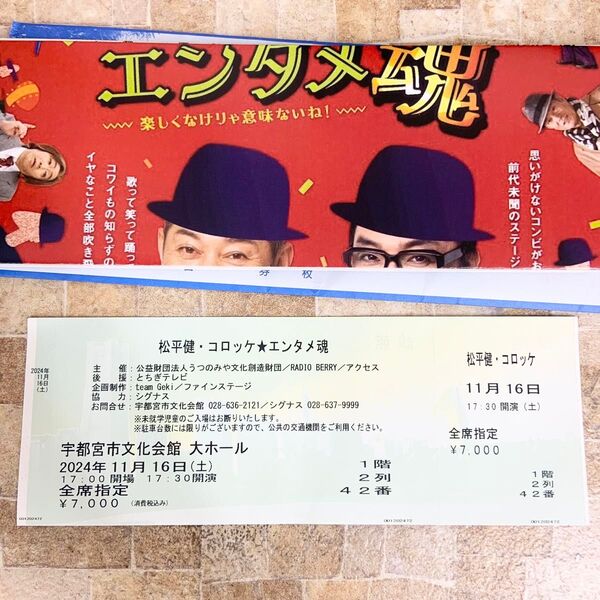 エンタメ魂
楽しくなけりゃ意味ないね!
思いがけないコンビがお
前代未聞のステージ
歌って笑って踊っ
コワイもの知らずの
イヤなこと全部吹き飛
券
枚
2024年
11月
16日
(土)
松平健・コロッケ★エンタメ魂
主 催:公益財団法人うつのみや文化創造財団/RADIO BERRY/アクセス
後 援:とちぎテレビ
企画制作:team Geki/ファインステージ
協 力:シグナス
お問合せ:宇都宮市文化会館 028-636-2121/シグナス 028-637-9999
※未就学児童のご入場はお断りいたします。
※駐車台数には限りがございますので、公共の交通機関をご利用ください。
宇都宮市文化会館 大ホール
2024年11月16日(土) 1階
17:00開場 17:30開演 2列
全席指定 42番
¥7,000 (消費税込み)
001202472
001202472
松平健・コロッケ
11月16日
17:30開演(土)
全席指定
¥7,000
1階
2列
42番
001202472